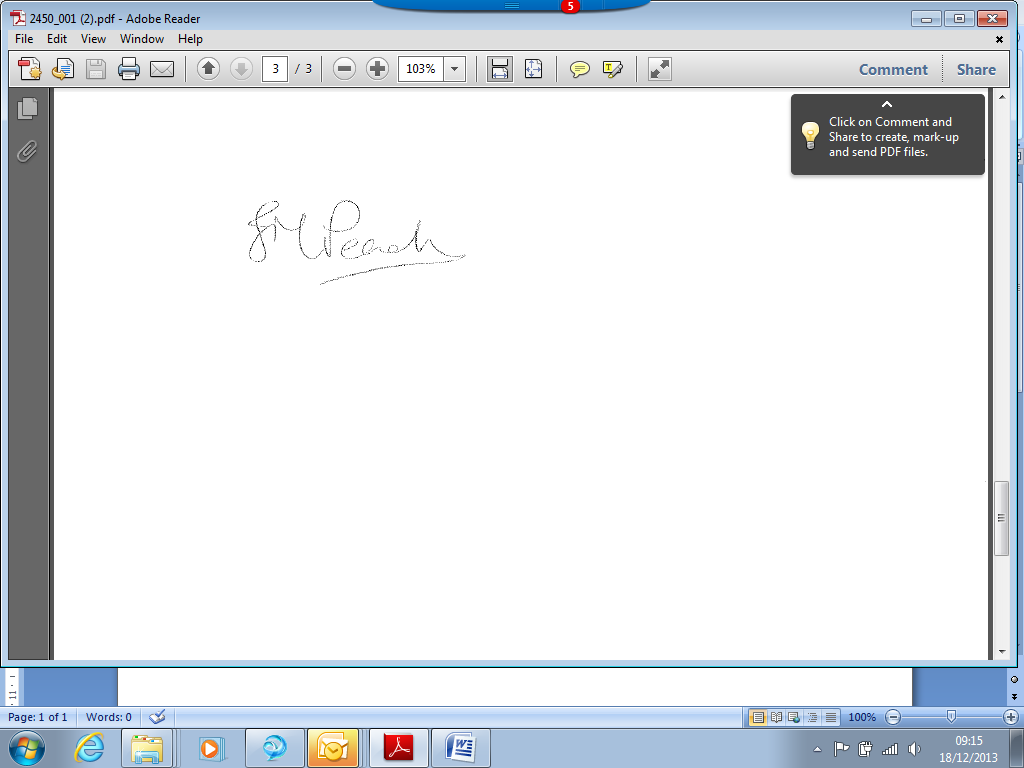 5
2450_001 (2).pdf - Adobe Reader
File Edit View Window Help
3 / 3 103% Comment Share
Click on Comment and
Share to create, mark-up
and send PDF files.
Peach
Page: 1 of 1 Words: 0 100%
09:15
18/12/2013